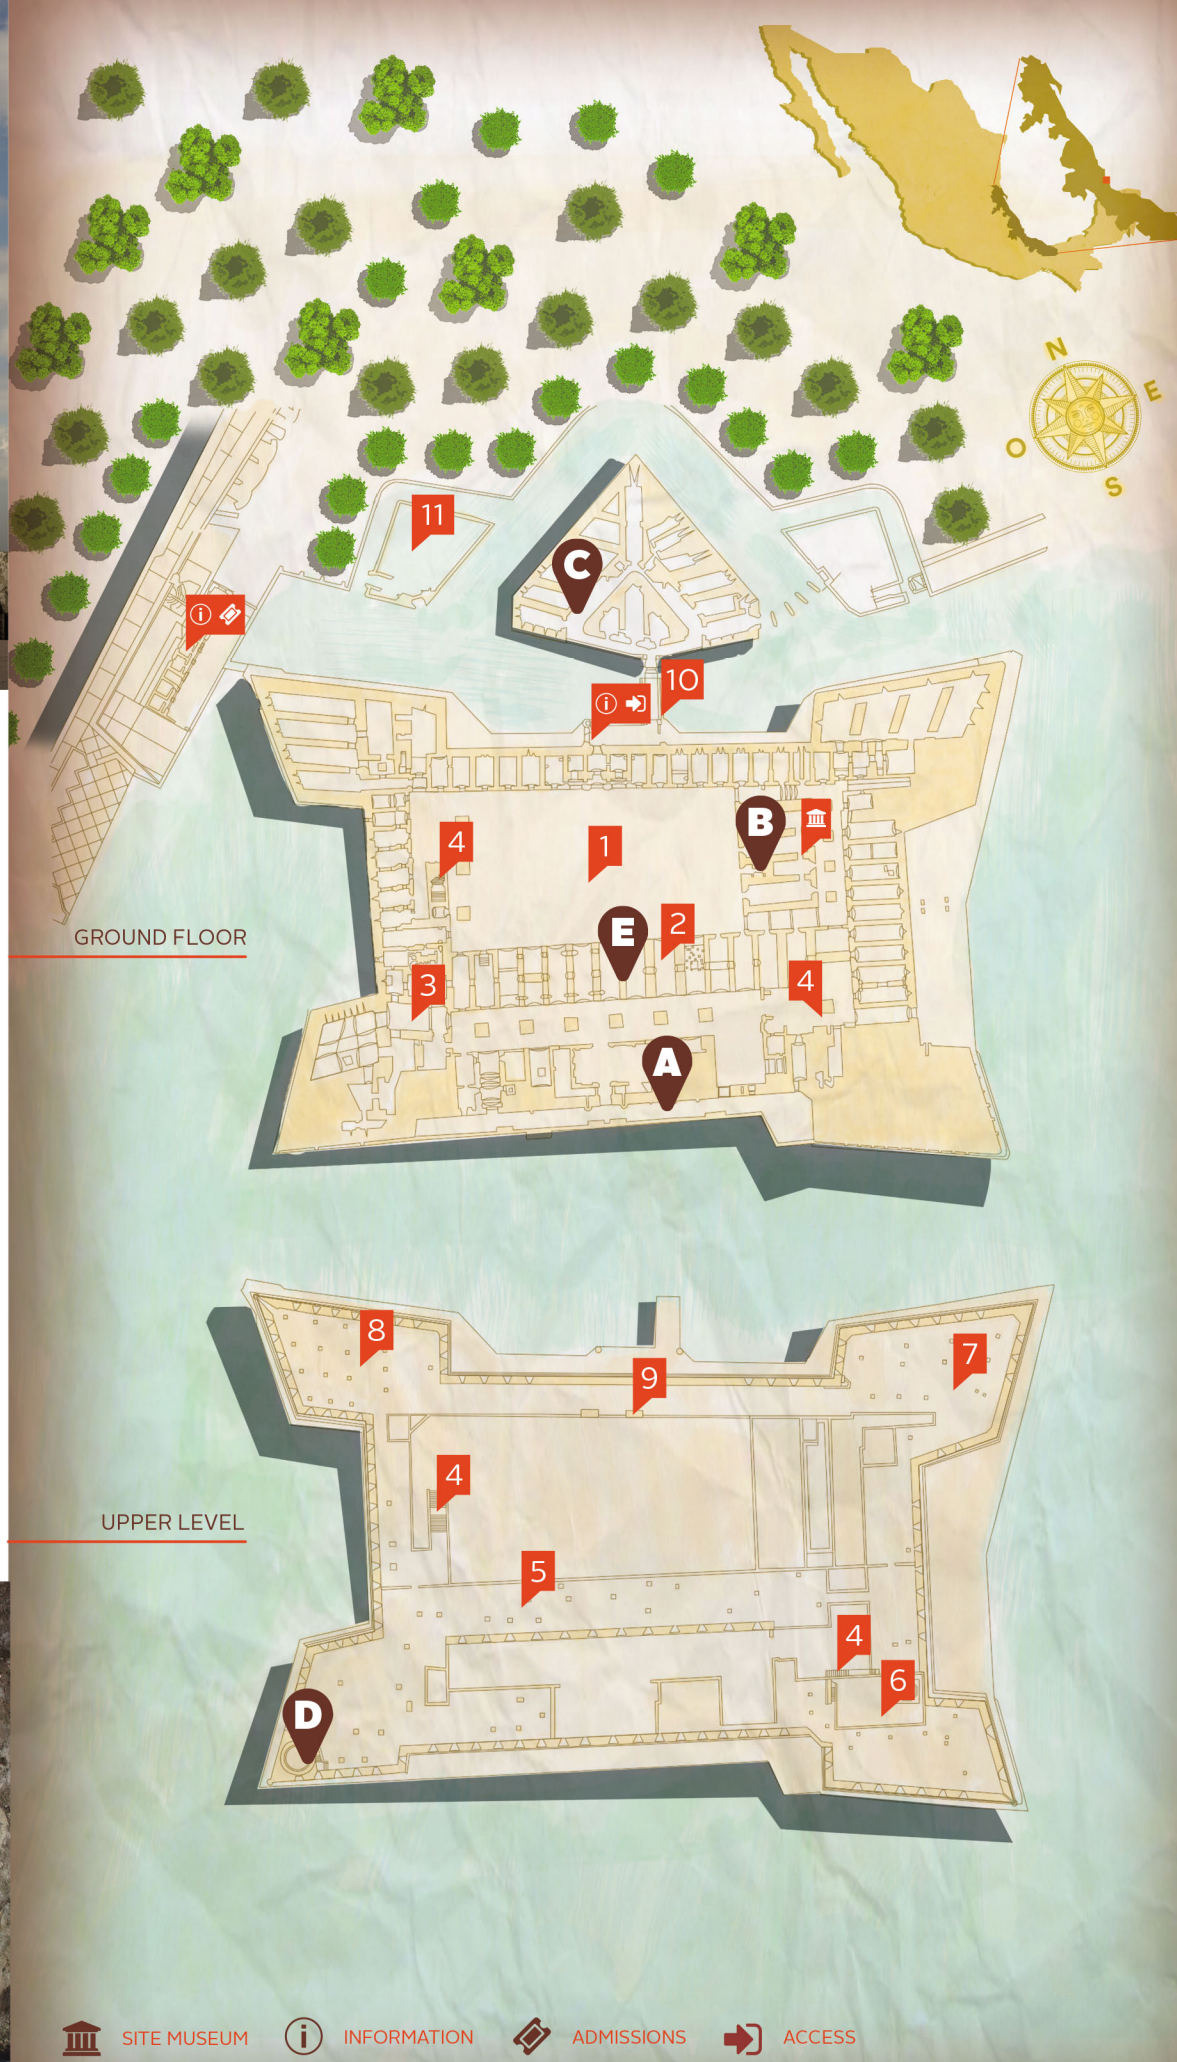 N
E
O
S
11
C
10
B
4
1
E
2
GROUND FLOOR
3
4
A
8
7
9
4
UPPER LEVEL
5
4
6
D
SITE MUSEUM
INFORMATION
ADMISSIONS
ACCESS